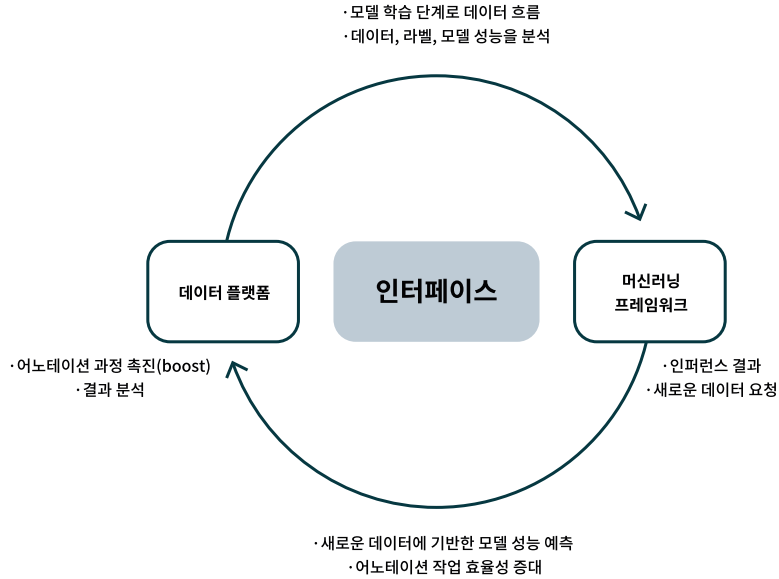 · 모델 학습 단계로 데이터 흐름
· 데이터, 라벨, 모델 성능을 분석
데이터 플랫폼
인터페이스
머신러닝
프레임워크
· 어노테이션 과정 촉진(boost)
· 결과 분석
· 인퍼런스 결과
· 새로운 데이터 요청
· 새로운 데이터에 기반한 모델 성능 예측
· 어노테이션 작업 효율성 증대